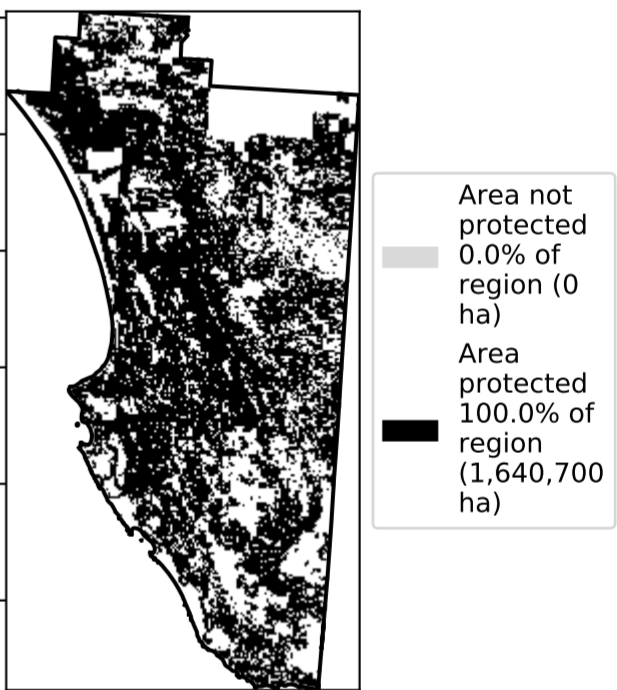 Area not
protected
0.0% of
region (0
ha)
Area
protected
100.0% of
region
(1,640,700
ha)